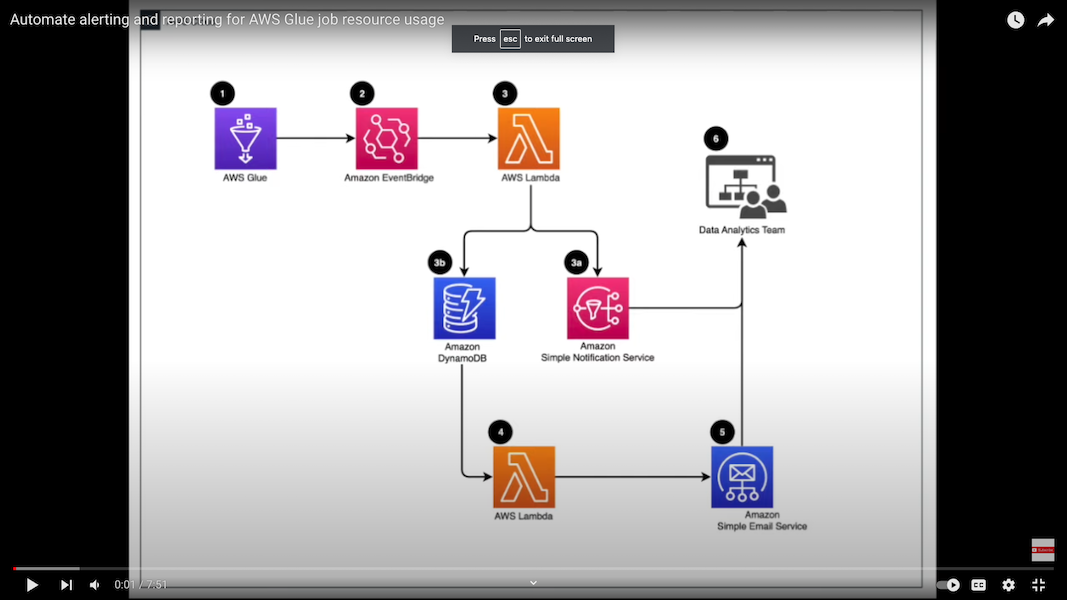 Automate alerting and reporting for AWS Glue job resource usage
Press esc to exit full screen
1
2
3
AWS Glue
Amazon EventBridge
AWS Lambda
6
Data Analytics Team
3b
3a
Amazon
DynamoDB
Amazon
Simple Notification Service
4
5
AWS Lambda
Amazon
Simple Email Service
0:01 / 7:51
CC